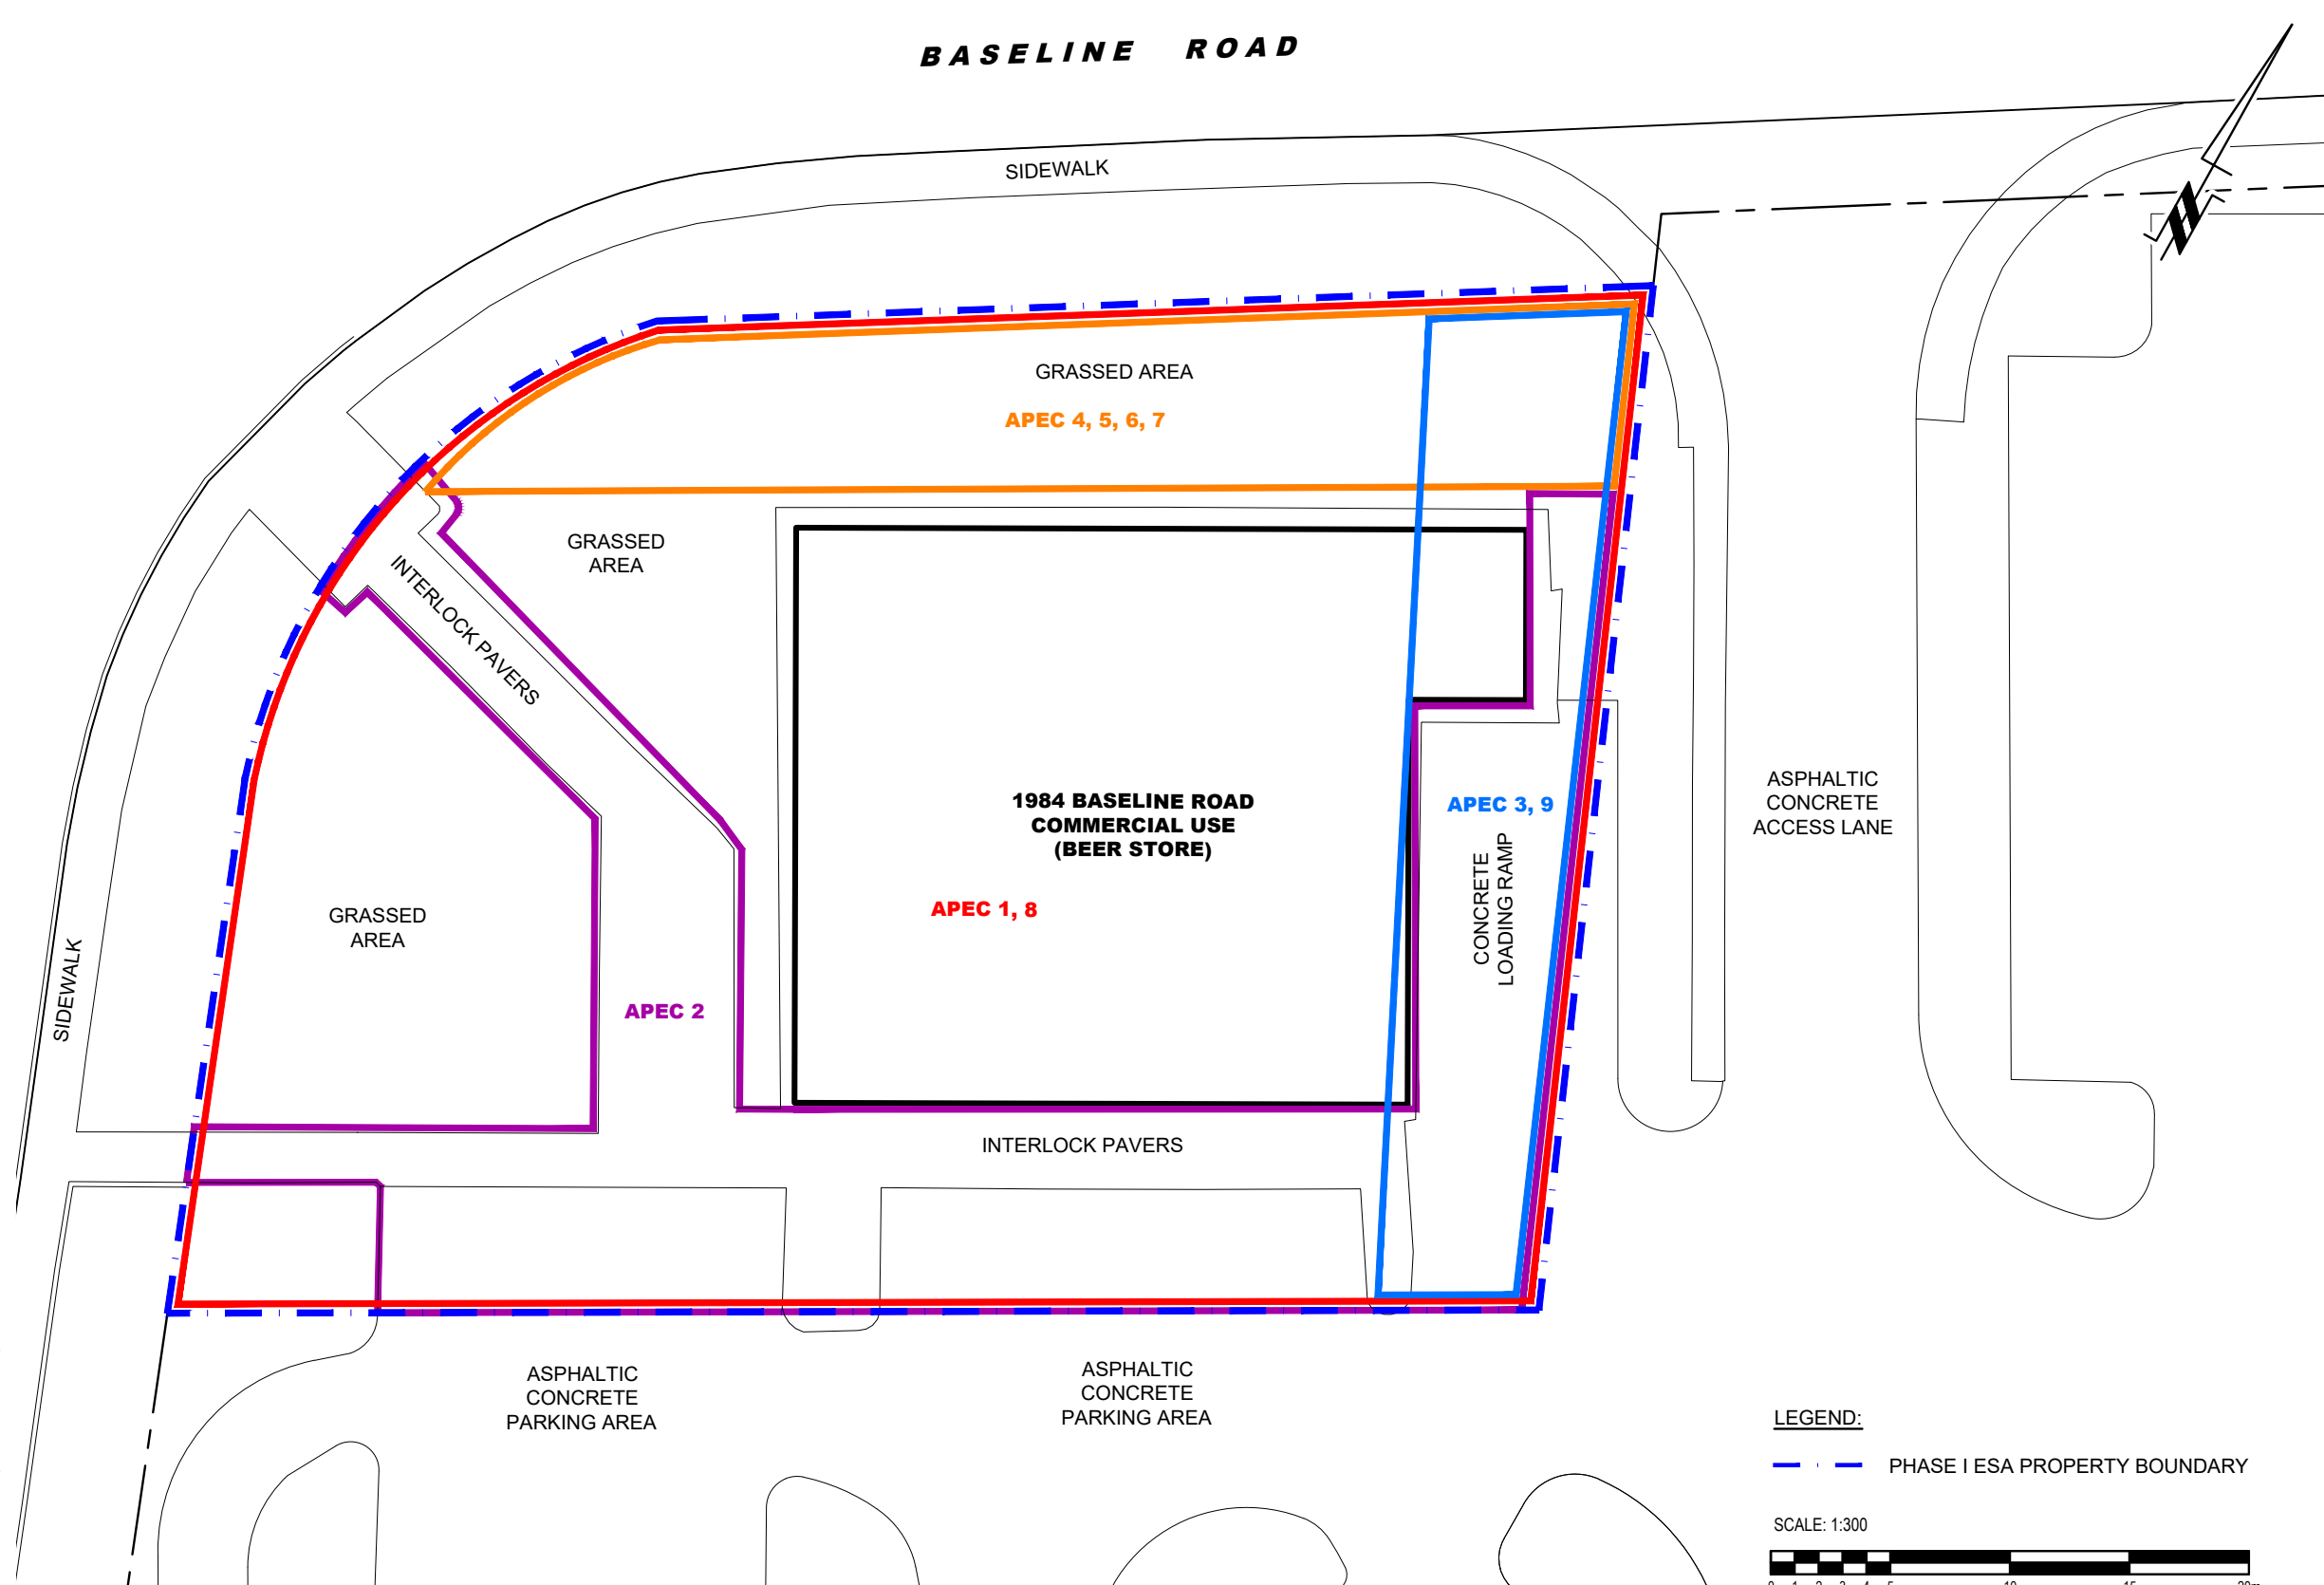 BASELINE ROAD
SIDEWALK
GRASSED AREA
APEC 4, 5, 6, 7
GRASSED
AREA
INTERLOCK PAVERS
1984 BASELINE ROAD
COMMERCIAL USE
(BEER STORE)
APEC 3, 9
ASPHALTIC
CONCRETE
ACCESS LANE
CONCRETE
LOADING RAMP
APEC 1, 8
GRASSED
AREA
SIDEWALK
APEC 2
INTERLOCK PAVERS
ASPHALTIC
CONCRETE
PARKING AREA
ASPHALTIC
CONCRETE
PARKING AREA
LEGEND:
PHASE I ESA PROPERTY BOUNDARY
SCALE: 1:300